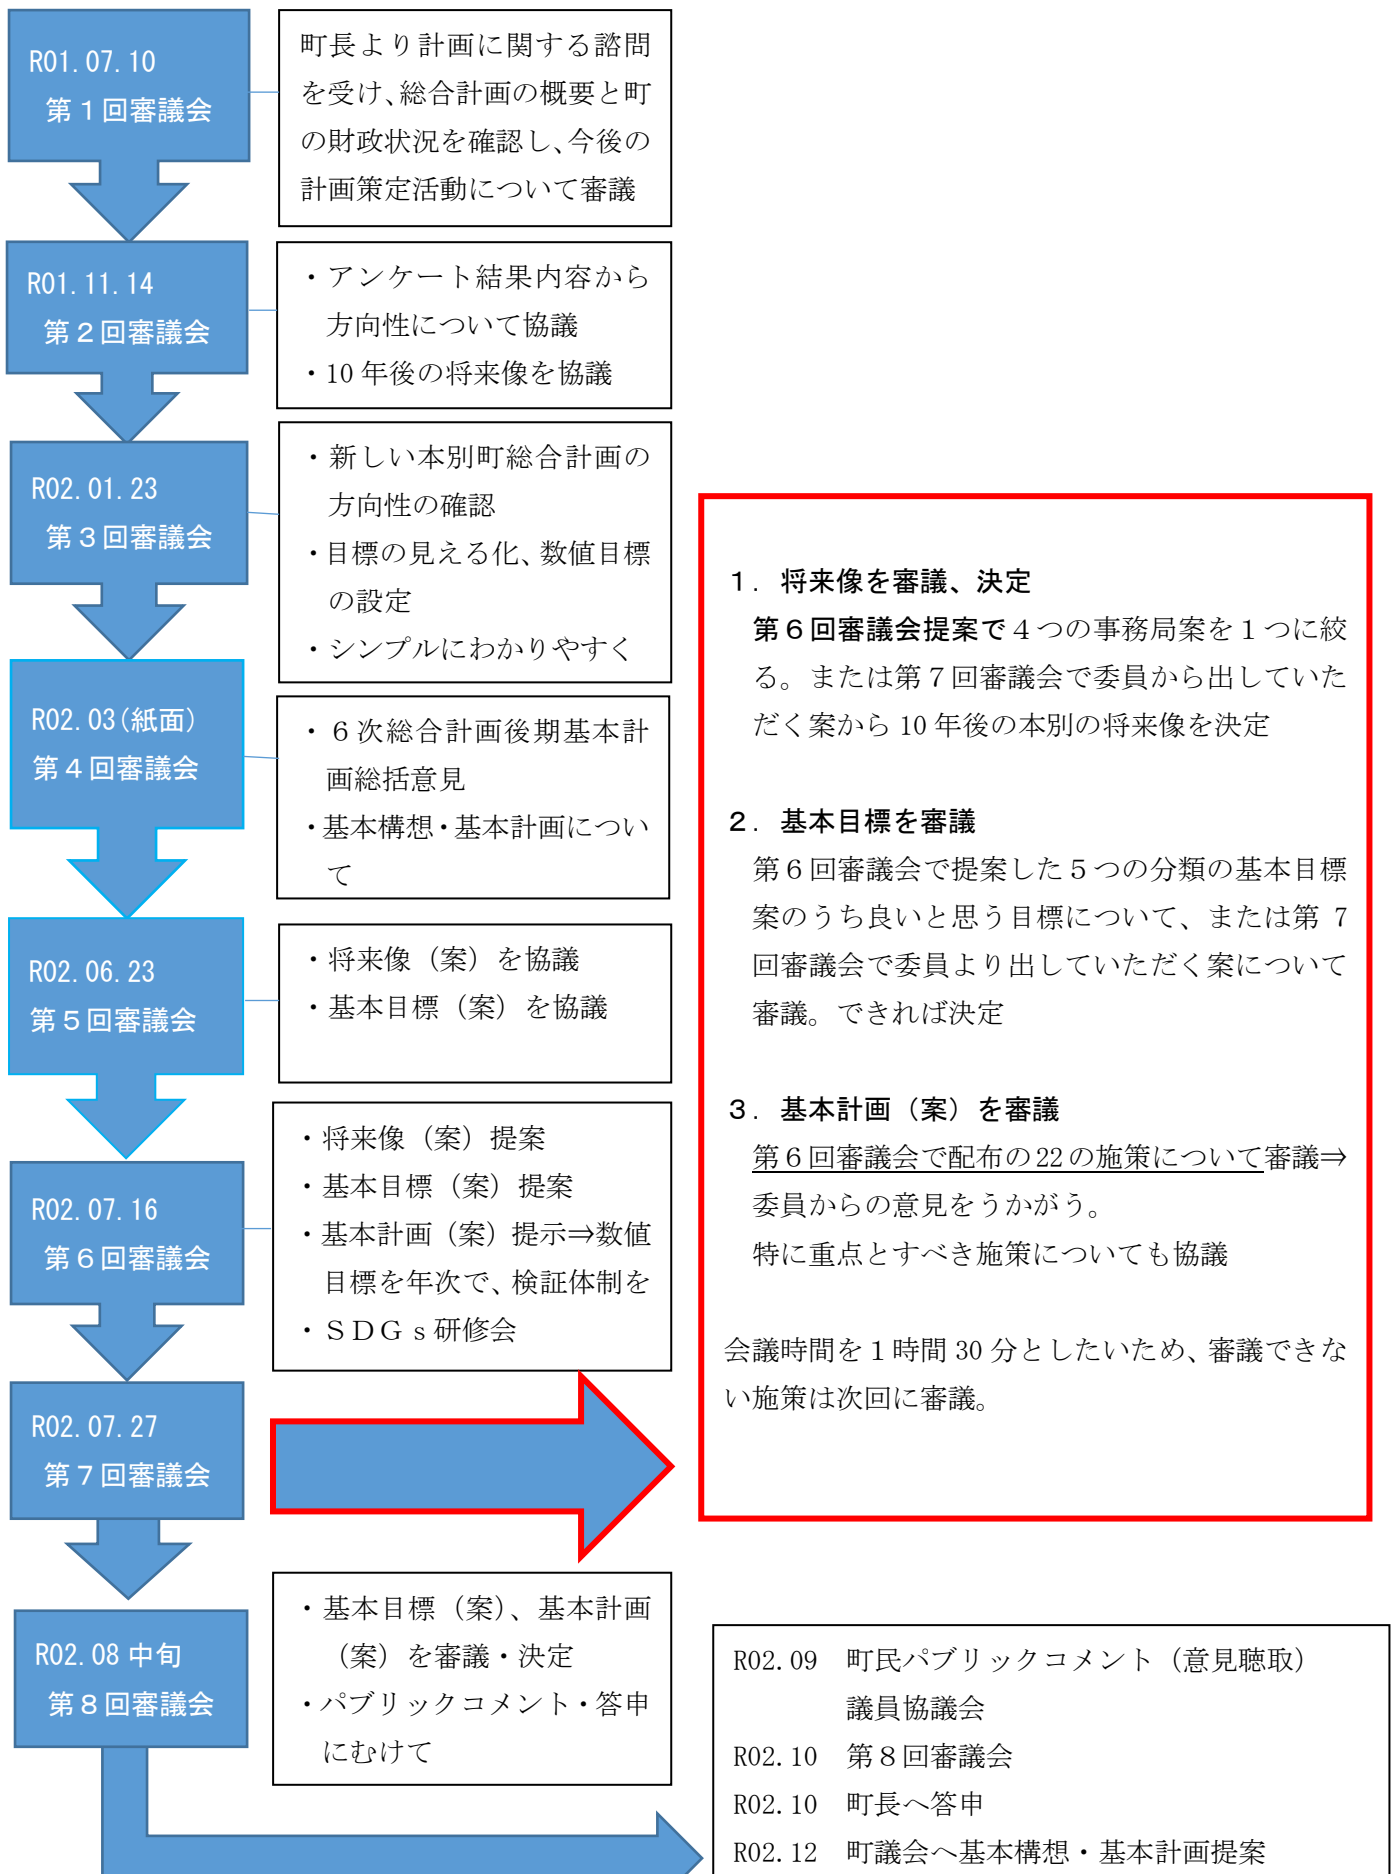 R01.07.10
第１回審議会
町長より計画に関する諮問
を受け、総合計画の概要と町
の財政状況を確認し、今後の
計画策定活動について審議
R01.11.14
第２回審議会
・アンケート結果内容から
方向性について協議
・10年後の将来像を協議
R02.01.23
第３回審議会
・新しい本別町総合計画の
方向性の確認
・目標の見える化、数値目標
の設定
・シンプルにわかりやすく
R02.03(紙面)
第４回審議会
・６次総合計画後期基本計
画総括意見
・基本構想・基本計画につい
て
R02.06.23
第５回審議会
・将来像（案）を協議
・基本目標（案）を協議
R02.07.16
第６回審議会
・将来像（案）提案
・基本目標（案）提案
・基本計画（案）提示⇒数値
目標を年次で、検証体制を
・ＳＤＧｓ研修会
R02.07.27
第７回審議会
１．将来像を審議、決定
第６回審議会提案で４つの事務局案を１つに絞
る。または第７回審議会で委員から出していた
だく案から10年後の本別の将来像を決定
２．基本目標を審議
第６回審議会で提案した５つの分類の基本目標
案のうち良いと思う目標について、または第７
回審議会で委員より出していただく案について
審議。できれば決定
３．基本計画（案）を審議
第６回審議会で配布の22の施策について審議⇒
委員からの意見をうかがう。
特に重点とすべき施策についても協議
会議時間を１時間30分としたいため、審議できな
い施策は次回に審議。
R02.08中旬
第８回審議会
・基本目標（案）、基本計画
（案）を審議・決定
・パブリックコメント・答申
にむけて
R02.09　町民パブリックコメント（意見聴取）
議員協議会
R02.10　第８回審議会
R02.10　町長へ答申
R02.12　町議会へ基本構想・基本計画提案